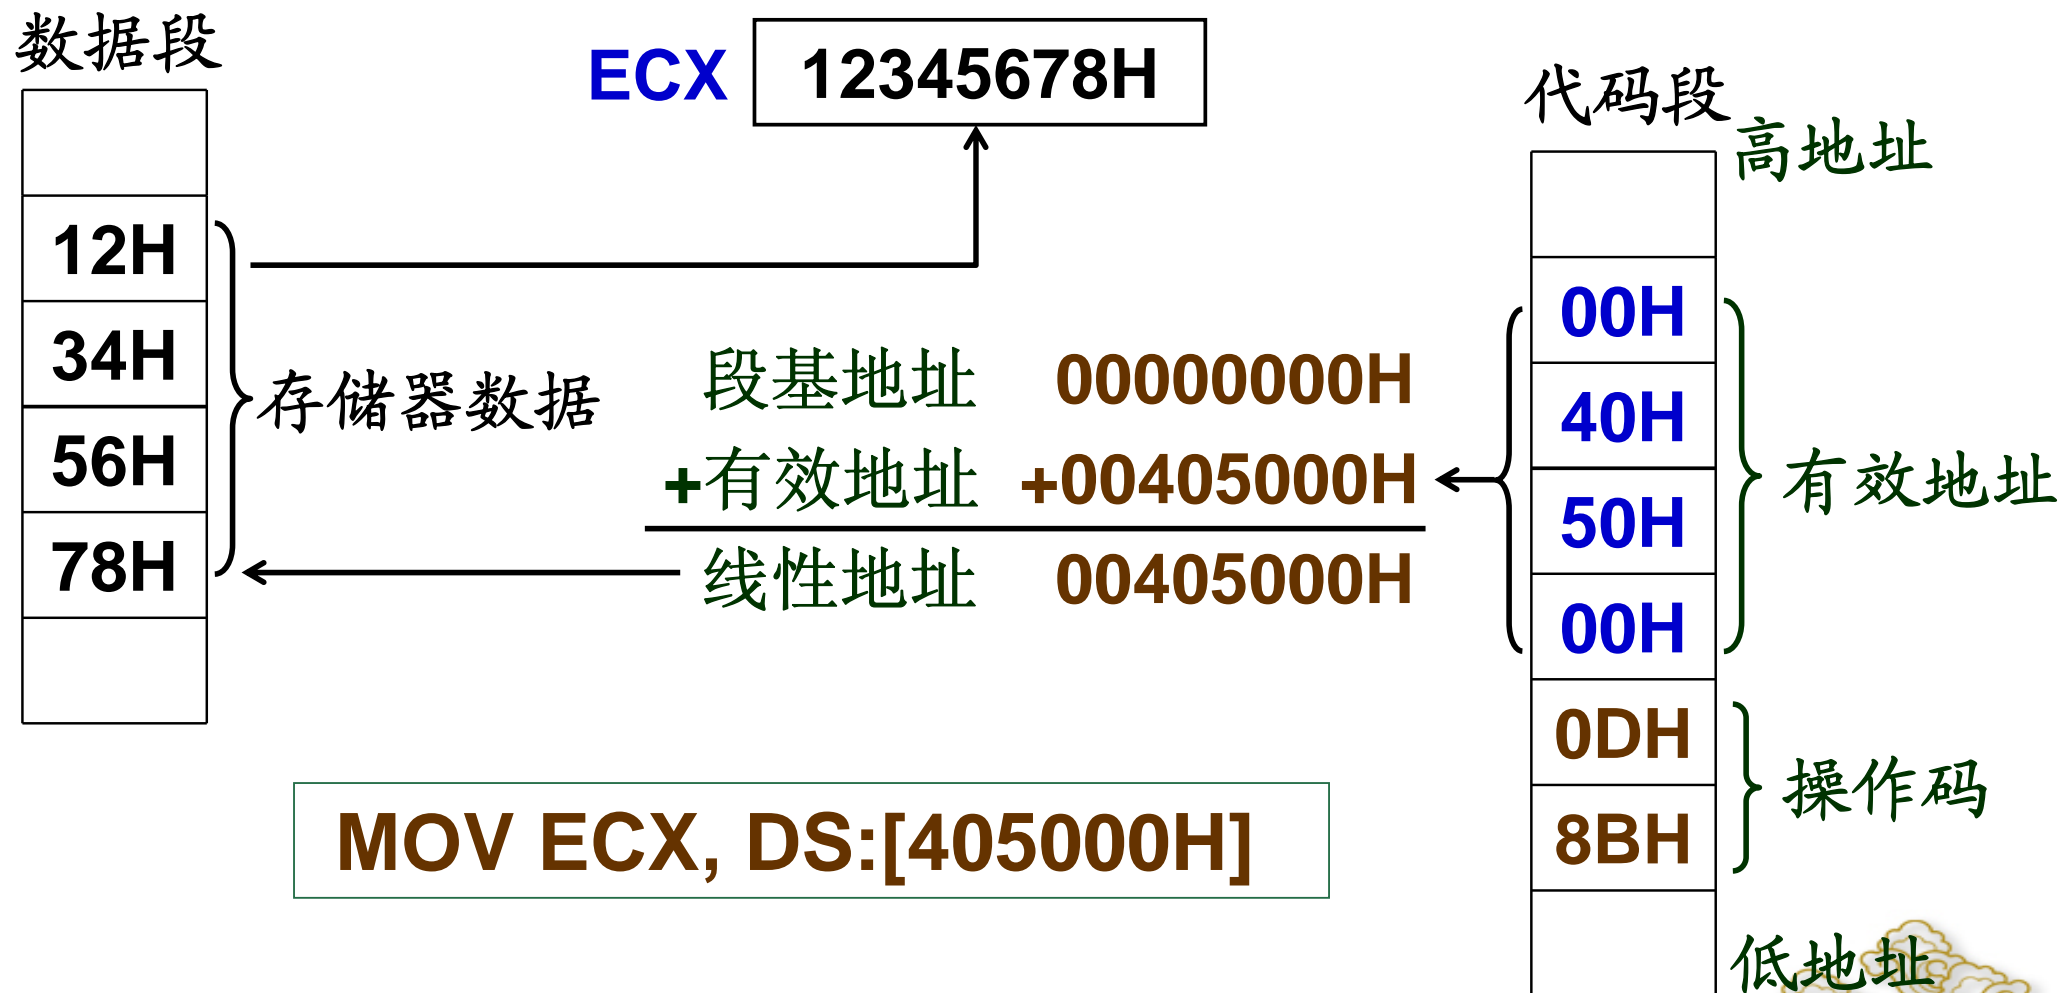 数据段
12H
34H
56H
78H
存储器数据
ECX 12345678H
段基地址 00000000H
+有效地址 +00405000H
线性地址 00405000H
MOV ECX, DS:[405000H]
代码段
高地址
00H
40H
50H
00H
有效地址
0DH
8BH
操作码
低地址